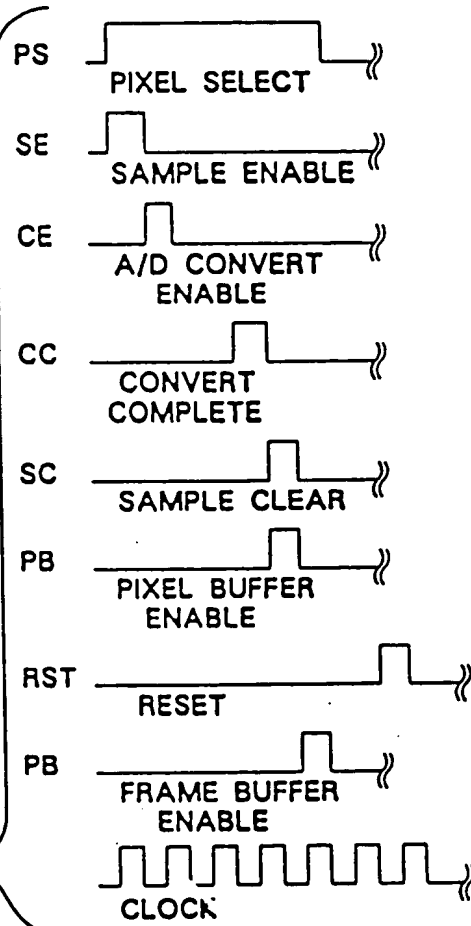 PS
PIXEL SELECT
SE
SAMPLE ENABLE
CE
A/D CONVERT
ENABLE
CC
CONVERT
COMPLETE
SC
SAMPLE CLEAR
PB
PIXEL BUFFER
ENABLE
RST
RESET
PB
FRAME BUFFER
ENABLE
CLOCK